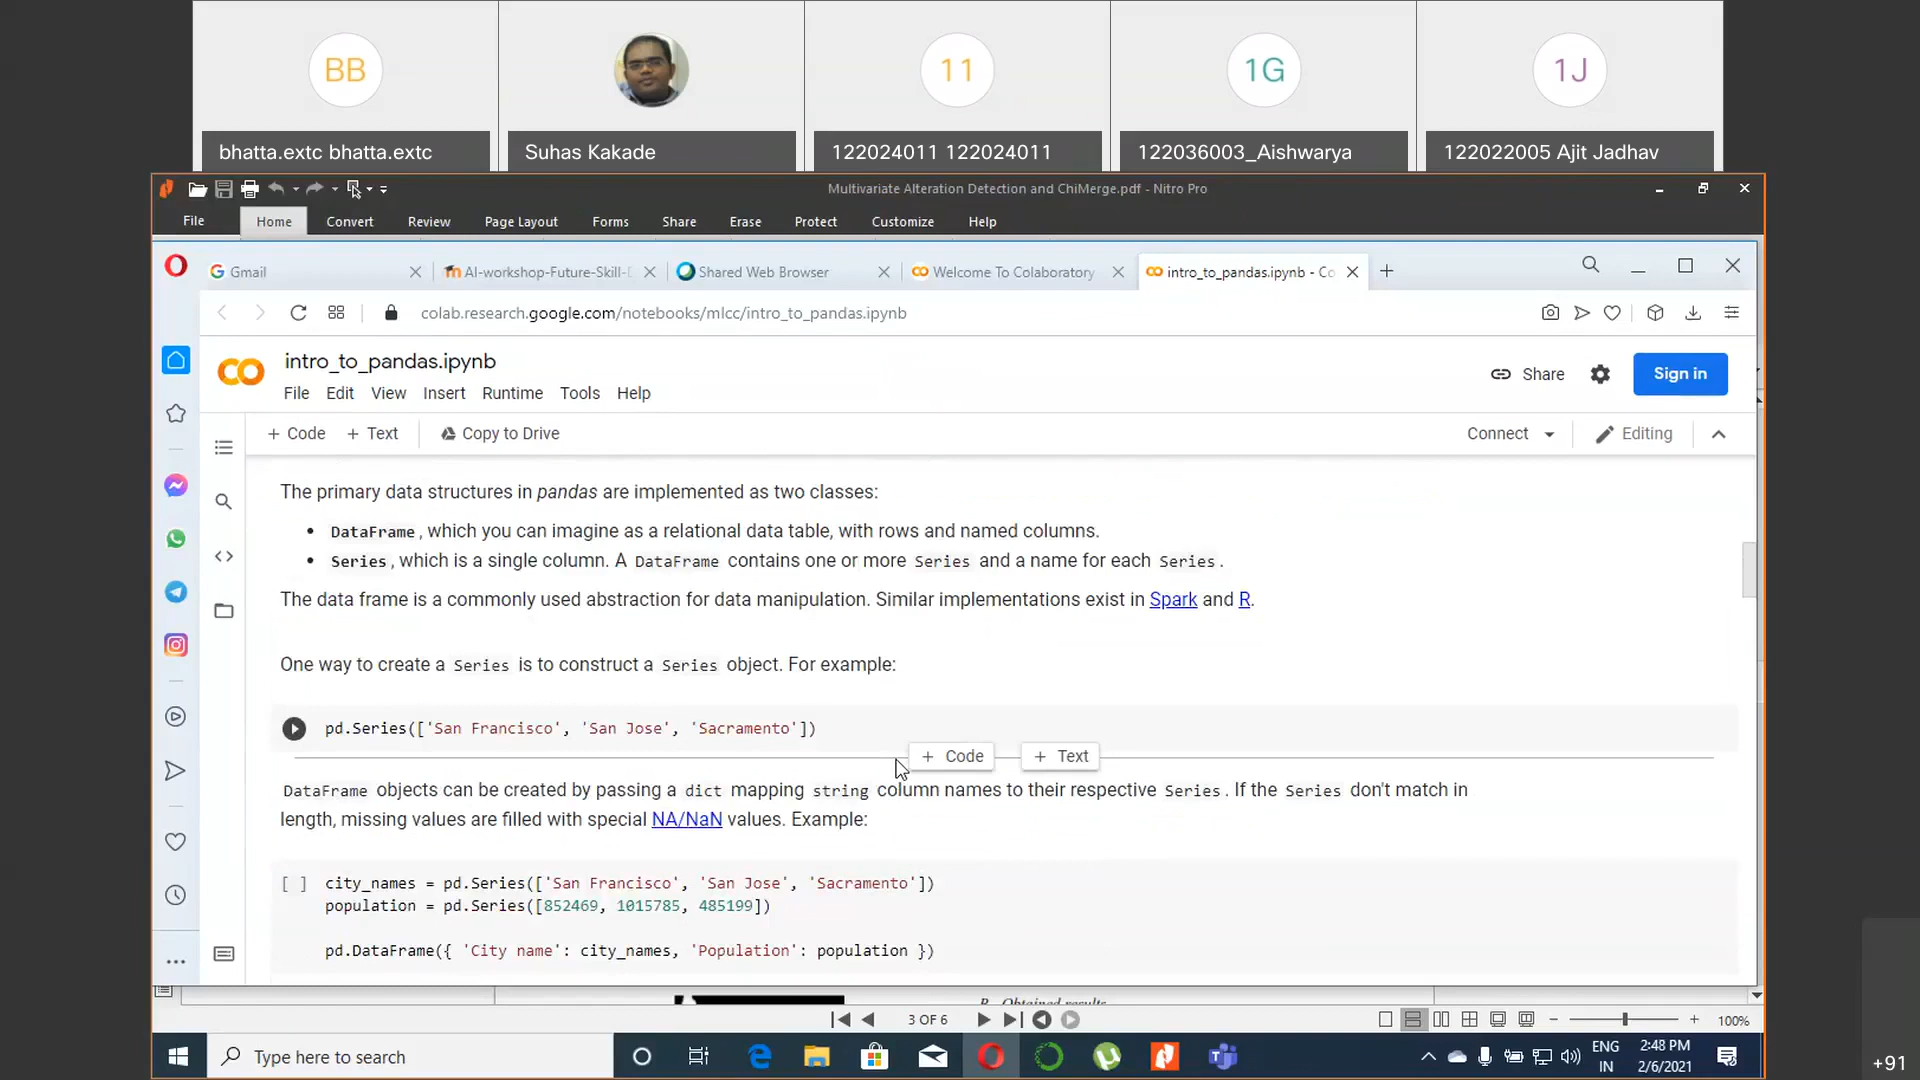 BB 11 1G 1J
bhatta.extc bhatta.extc Suhas Kakade 122024011 122024011 122036003_Aishwarya 122022005 Ajit Jadhav
Multivariate Alteration Detection and ChiMerge.pdf - Nitro Pro
File Home Convert Review Page Layout Forms Share Erase Protect Customize Help
Gmail AI-workshop-Future-Skill- Shared Web Browser Welcome To Colaboratory intro_to_pandas.ipynb - Co
colab.research.google.com/notebooks/mlcc/intro_to_pandas.ipynb
intro_to_pandas.ipynb
Share Sign in
File Edit View Insert Runtime Tools Help
+ Code + Text Copy to Drive Connect Editing
The primary data structures in pandas are implemented as two classes:
• DataFrame, which you can imagine as a relational data table, with rows and named columns.
• Series, which is a single column. A DataFrame contains one or more Series and a name for each Series.
The data frame is a commonly used abstraction for data manipulation. Similar implementations exist in Spark and R.
One way to create a Series is to construct a Series object. For example:
pd.Series(['San Francisco', 'San Jose', 'Sacramento'])
+ Code + Text
DataFrame objects can be created by passing a dict mapping string column names to their respective Series. If the Series don't match in
length, missing values are filled with special NA/NaN values. Example:
[ ] city_names = pd.Series(['San Francisco', 'San Jose', 'Sacramento'])
population = pd.Series([852469, 1015785, 485199])
pd.DataFrame({ 'City name': city_names, 'Population': population })
B. Obtained results
3 OF 6 100%
Type here to search
ENG
IN
2:48 PM
2/6/2021
+91